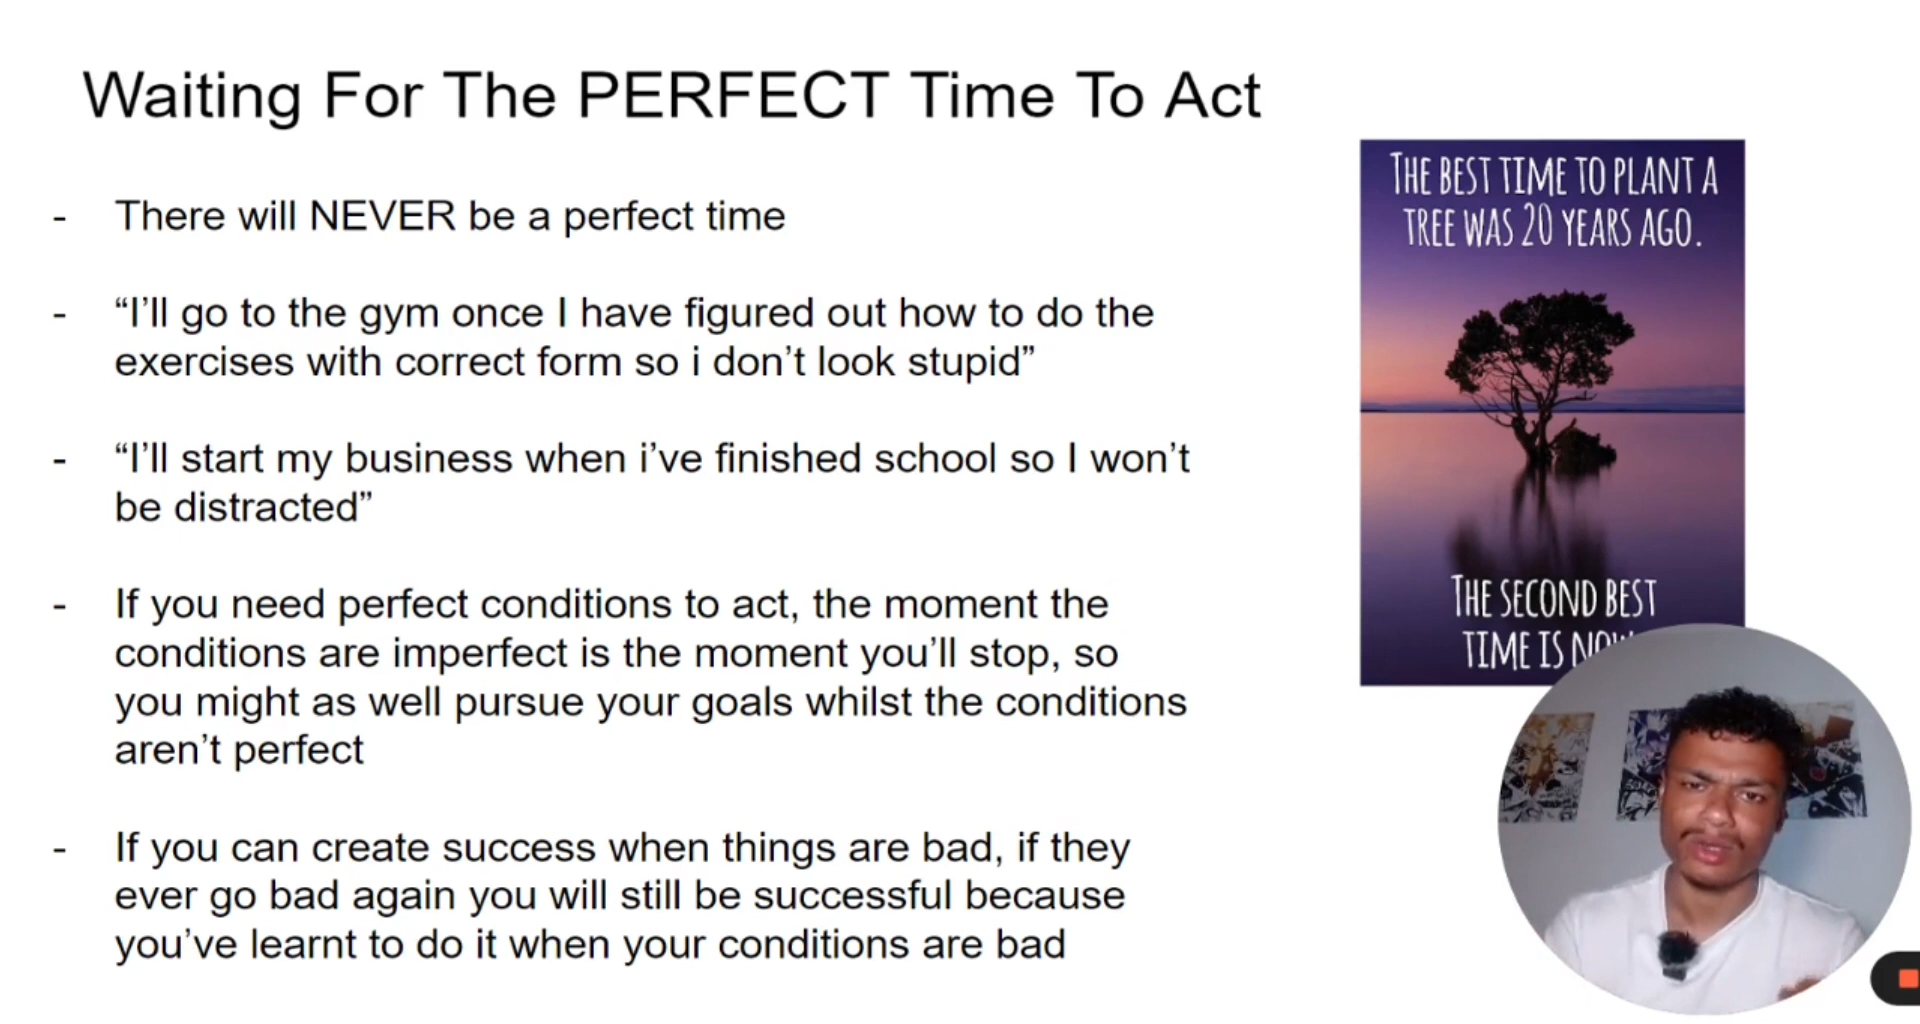 Waiting For The PERFECT Time To Act
- There will NEVER be a perfect time
- “I’ll go to the gym once I have figured out how to do the
exercises with correct form so i don’t look stupid”
- “I’ll start my business when i’ve finished school so I won’t
be distracted”
- If you need perfect conditions to act, the moment the
conditions are imperfect is the moment you’ll stop, so
you might as well pursue your goals whilst the conditions
aren’t perfect
- If you can create success when things are bad, if they
ever go bad again you will still be successful because
you’ve learnt to do it when your conditions are bad
THE BEST TIME TO PLANT A
TREE WAS 20 YEARS AGO.
THE SECOND BEST
TIME IS NOW